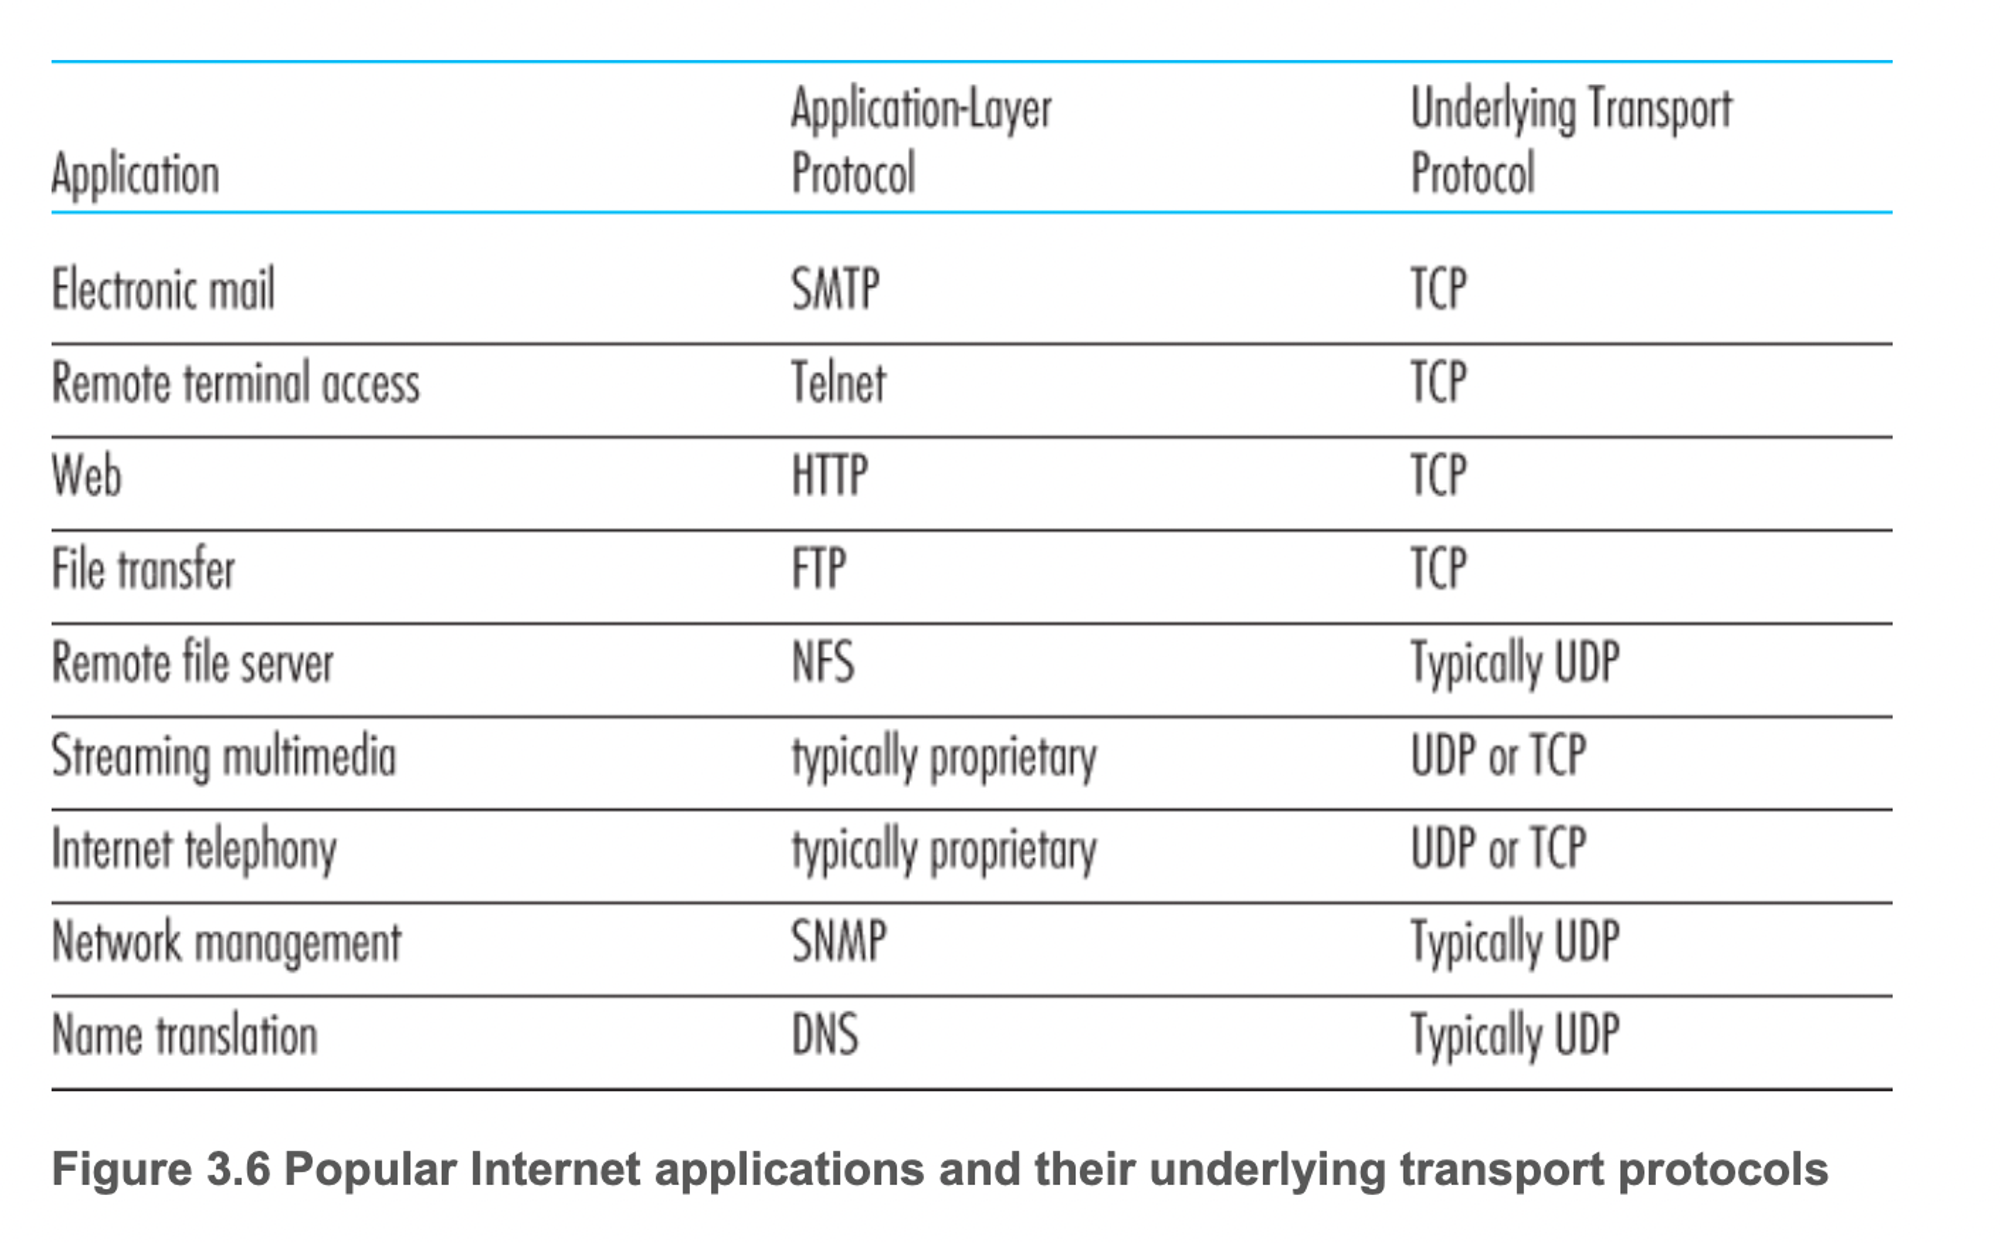 Application Application-Layer Protocol Underlying Transport Protocol
Electronic mail SMTP TCP
Remote terminal access Telnet TCP
Web HTTP TCP
File transfer FTP TCP
Remote file server NFS Typically UDP
Streaming multimedia typically proprietary UDP or TCP
Internet telephony typically proprietary UDP or TCP
Network management SNMP Typically UDP
Name translation DNS Typically UDP
Figure 3.6 Popular Internet applications and their underlying transport protocols